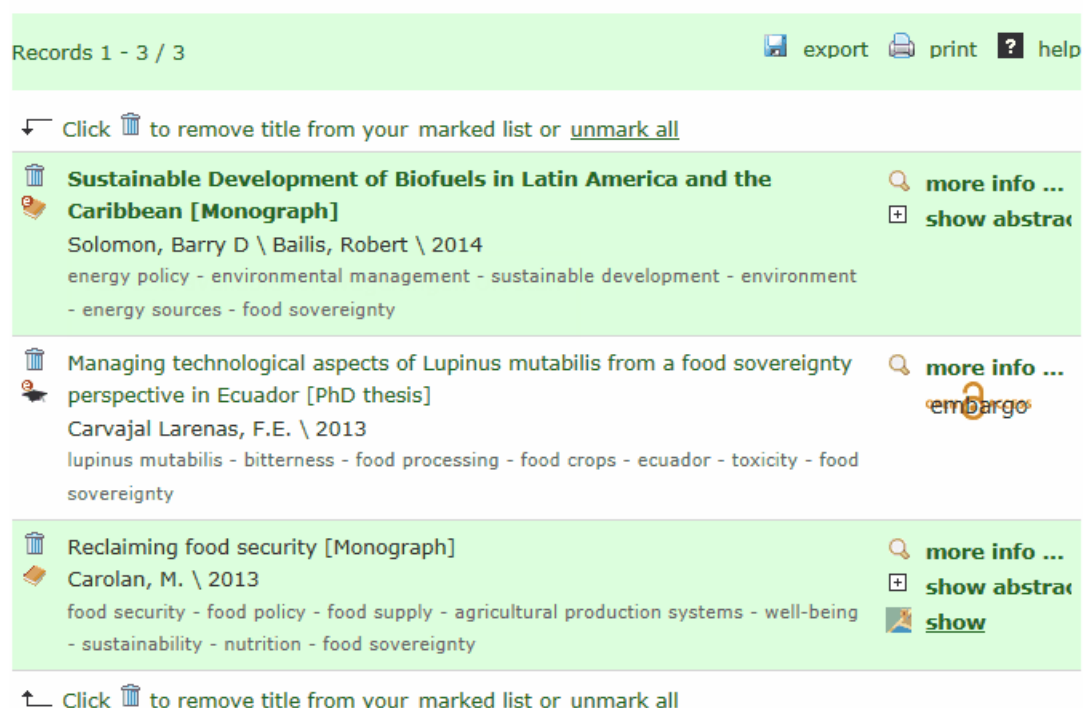 Records 1 - 3 / 3 export print ? help
Click to remove title from your marked list or unmark all
Sustainable Development of Biofuels in Latin America and the
Caribbean [Monograph]
Solomon, Barry D \ Bailis, Robert \ 2014
energy policy - environmental management - sustainable development - environment
- energy sources - food sovereignty
more info ...
show abstrac
Managing technological aspects of Lupinus mutabilis from a food sovereignty
perspective in Ecuador [PhD thesis]
Carvajal Larenas, F.E. \ 2013
lupinus mutabilis - bitterness - food processing - food crops - ecuador - toxicity - food
sovereignty
more info ...
embargo
Reclaiming food security [Monograph]
Carolan, M. \ 2013
food security - food policy - food supply - agricultural production systems - well-being
- sustainability - nutrition - food sovereignty
more info ...
show abstrac
show
Click to remove title from your marked list or unmark all